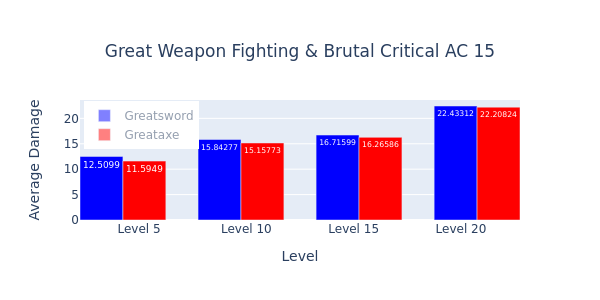 Great Weapon Fighting & Brutal Critical AC 15
Average Damage
20
15
10
5
0
Greatsword
Greataxe
12.5099
11.5949
15.84277
15.15773
16.71599
16.26586
22.43312
22.20824
Level 5
Level 10
Level 15
Level 20
Level